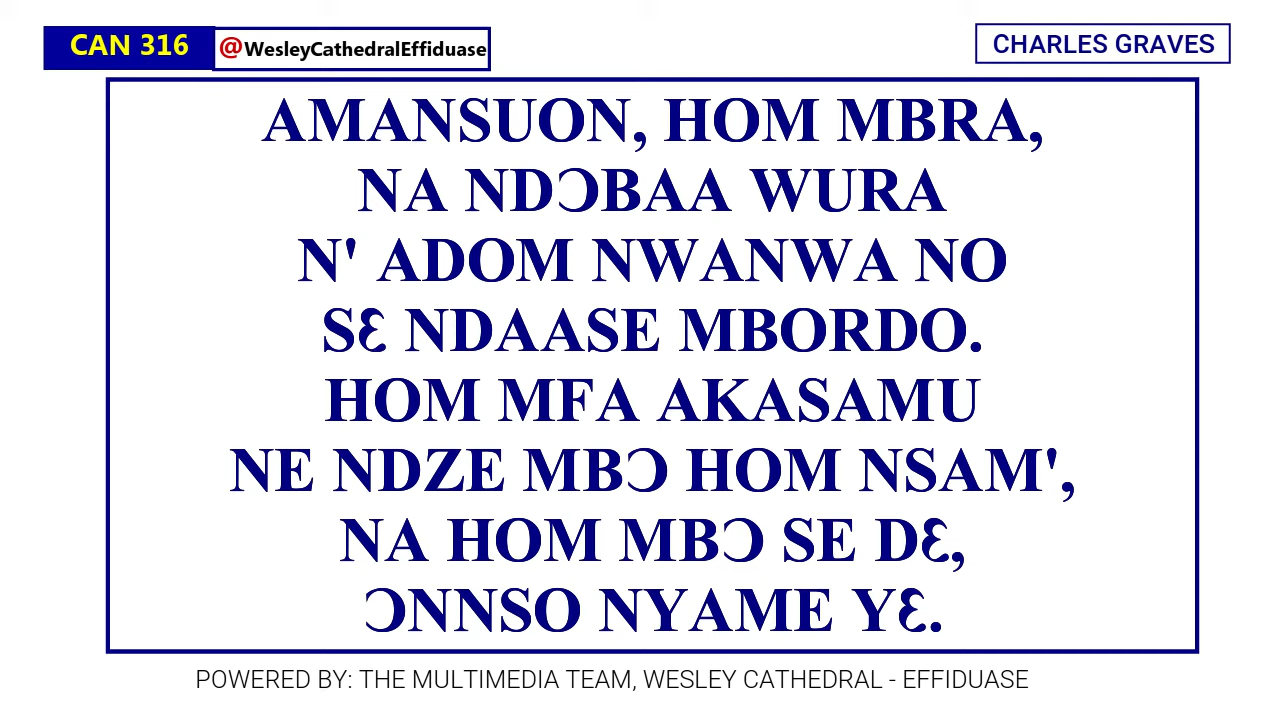 CAN 316
@WesleyCathedralEffiduase
CHARLES GRAVES
AMANSUON, HOM MBRA,
NA NDƆBAA WURA
N' ADOM NWANWA NO
SƐ NDAASE MBORDO.
HOM MFA AKASAMU
NE NDZE MBƆ HOM NSAM',
NA HOM MBƆ SE DƐ,
ƆNNSO NYAME YƐ.
POWERED BY: THE MULTIMEDIA TEAM, WESLEY CATHEDRAL - EFFIDUASE